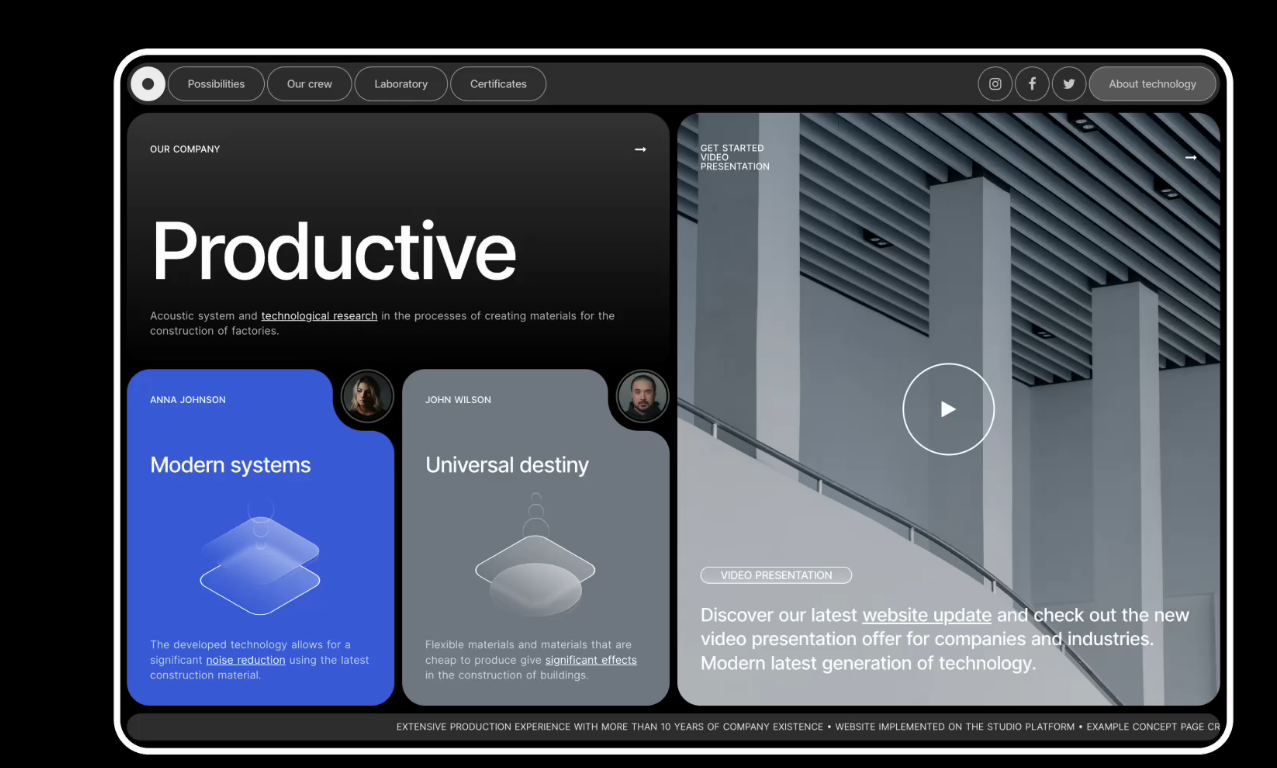 Possibilities
Our crew
Laboratory
Certificates
About technology
OUR COMPANY
Productive
Acoustic system and technological research in the processes of creating materials for the
construction of factories.
ANNA JOHNSON
Modern systems
The developed technology allows for a
significant noise reduction using the latest
construction material.
JOHN WILSON
Universal destiny
Flexible materials and materials that are
cheap to produce give significant effects
in the construction of buildings.
GET STARTED
VIDEO
PRESENTATION
VIDEO PRESENTATION
Discover our latest website update and check out the new
video presentation offer for companies and industries.
Modern latest generation of technology.
EXTENSIVE PRODUCTION EXPERIENCE WITH MORE THAN 10 YEARS OF COMPANY EXISTENCE • WEBSITE IMPLEMENTED ON THE STUDIO PLATFORM • EXAMPLE CONCEPT PAGE CR